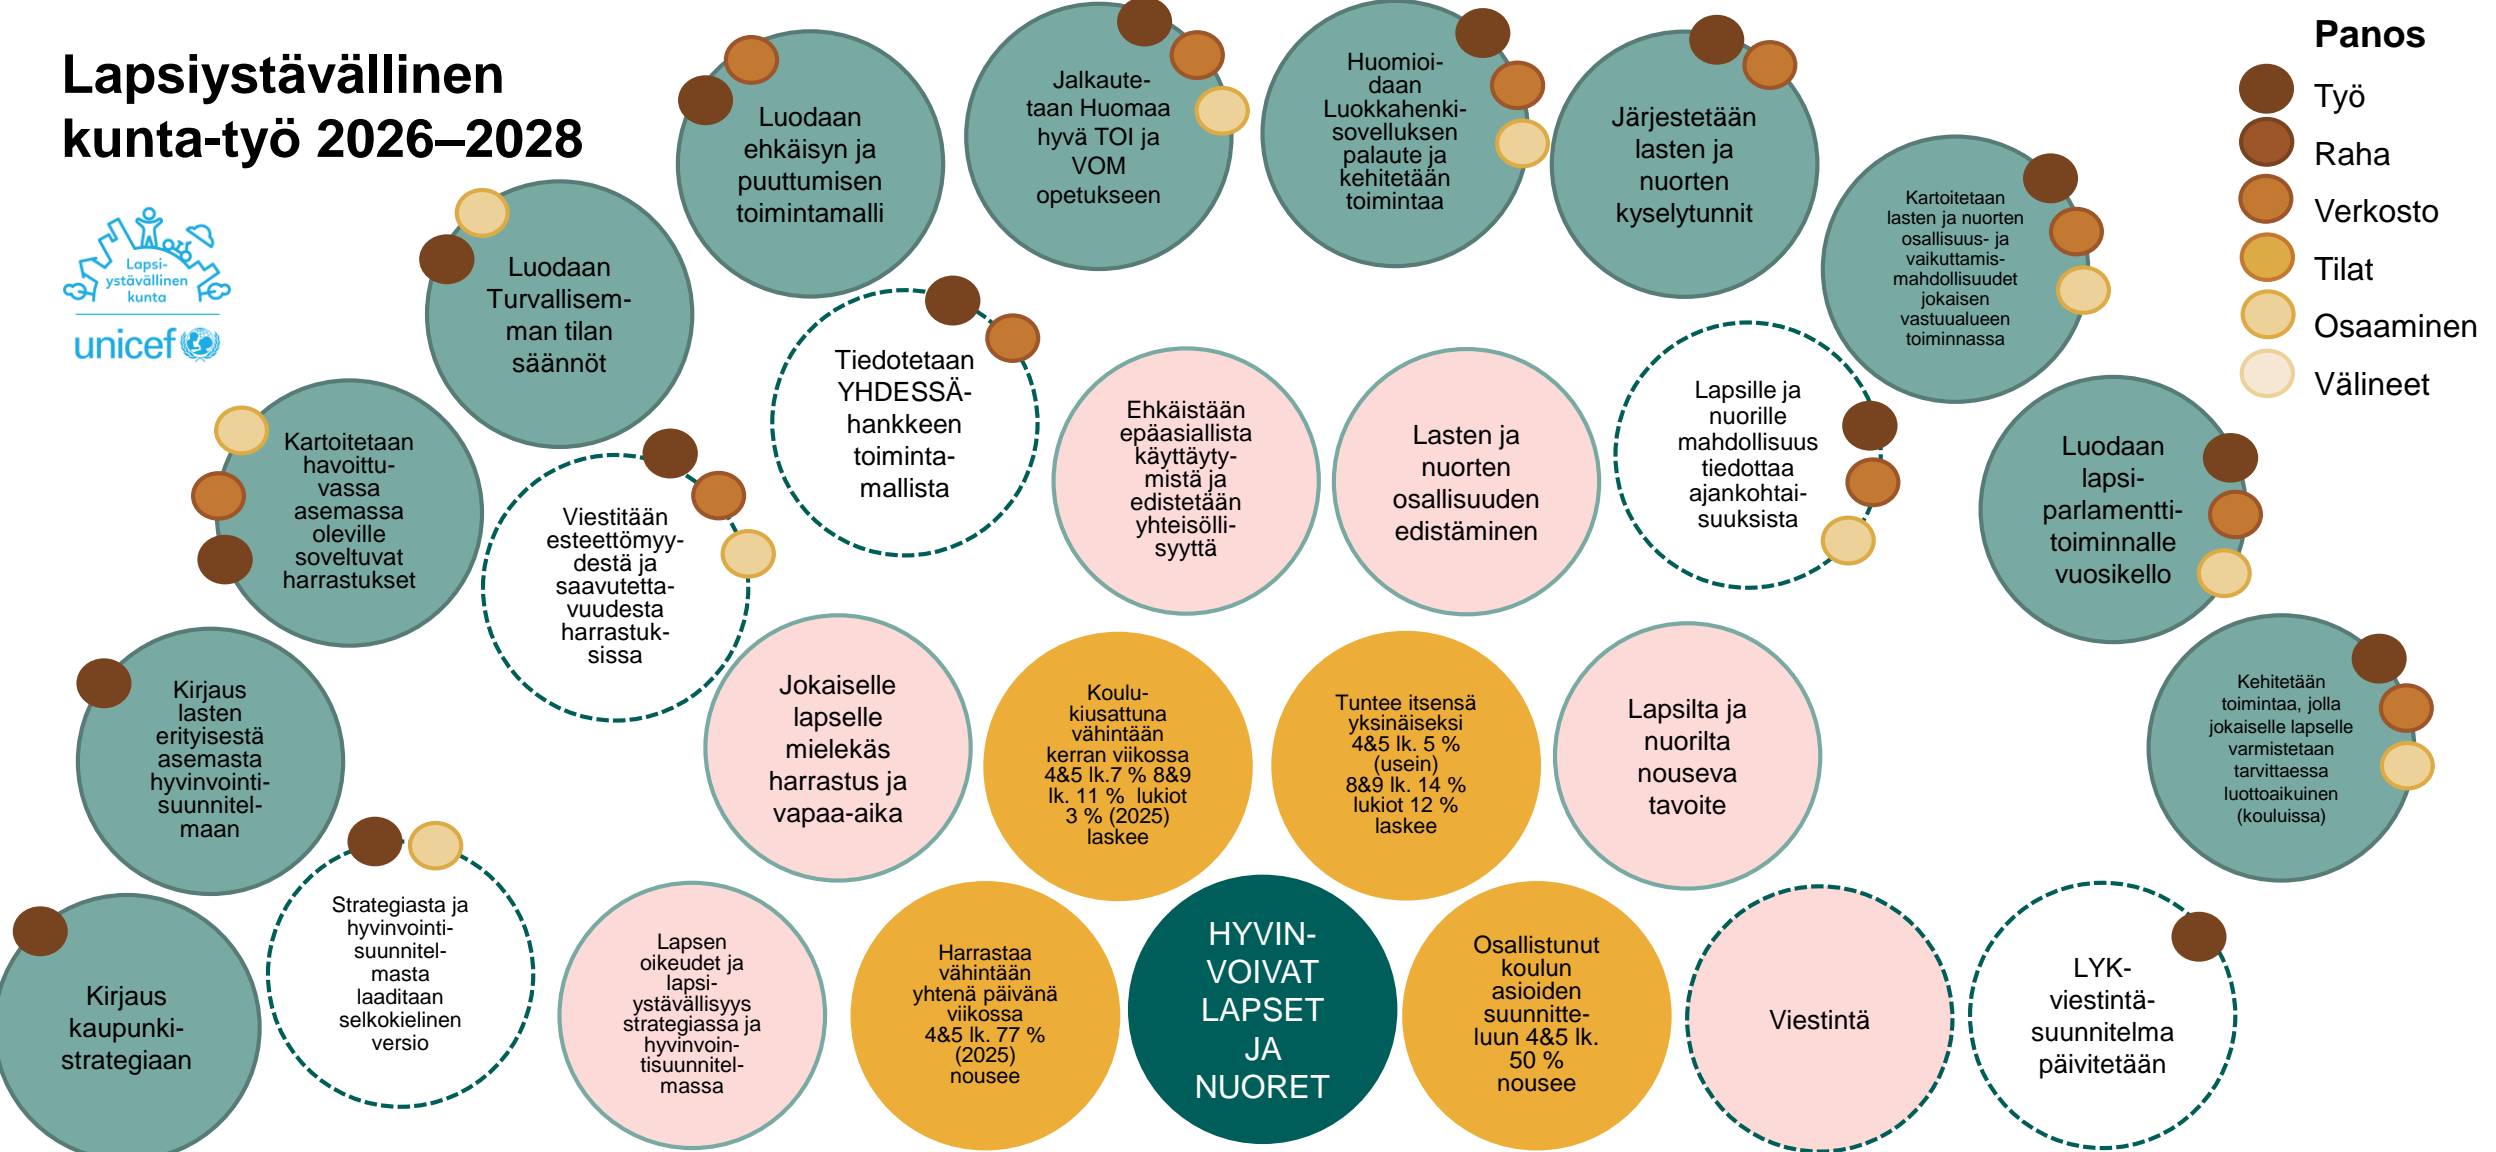 Lapsiystävällinen
kunta-työ 2026–2028
Lapsi-
ystävällinen
kunta
unicef
Panos
Työ
Raha
Verkosto
Tilat
Osaaminen
Välineet
Luodaan
ehkäisyn ja
puuttumisen
toimintamalli
Jalkaute-
taan Huomaa
hyvä TOI ja
VOM
opetukseen
Huomioi-
daan
Luokkahenki-
sovelluksen
palaute ja
kehitetään
toimintaa
Järjestetään
lasten ja
nuorten
kyselytunnit
Kartoitetaan
lasten ja nuorten
osallisuus- ja
vaikuttamis-
mahdollisuudet
jokaisen
vastuualueen
toiminnassa
Luodaan
Turvallisem-
man tilan
säännöt
Tiedotetaan
YHDESSÄ-
hankkeen
toiminta-
mallista
Ehkäistään
epäasiallista
käyttäyty-
mistä ja
edistetään
yhteisölli-
syyttä
Lasten ja
nuorten
osallisuuden
edistäminen
Lapsille ja
nuorille
mahdollisuus
tiedottaa
ajankohtai-
suuksista
Luodaan
lapsi-
parlamentti-
toiminnalle
vuosikello
Kartoitetaan
havoittu-
vassa
asemassa
oleville
soveltuvat
harrastukset
Viestitään
esteettömyy-
destä ja
saavutetta-
vuudesta
harrastuk-
sissa
Kirjaus
lasten
erityisestä
asemasta
hyvinvointi-
suunnitel-
maan
Jokaiselle
lapselle
mielekäs
harrastus ja
vapaa-aika
Koulu-
kiusattuna
vähintään
kerran viikossa
4&5 lk.7 % 8&9
lk. 11 %  lukiot
3 % (2025)
laskee
Tuntee itsensä
yksinäiseksi
4&5 lk. 5 %
(usein)
8&9 lk. 14 %
lukiot 12 %
laskee
Lapsilta ja
nuorilta
nouseva
tavoite
Kehitetään
toimintaa, jolla
jokaiselle lapselle
varmistetaan
tarvittaessa
luottoaikuinen
(kouluissa)
Kirjaus
kaupunki-
strategiaan
Strategiasta ja
hyvinvointi-
suunnitel-
masta
laaditaan
selkokielinen
versio
Lapsen
oikeudet ja
lapsi-
ystävällisyys
strategiassa ja
hyvinvoin-
tisuunnitel-
massa
Harrastaa
vähintään
yhtenä päivänä
viikossa
4&5 lk. 77 %
(2025)
nousee
HYVIN-
VOIVAT
LAPSET
JA
NUORET
Osallistunut
koulun
asioiden
suunnitte-
luun 4&5 lk.
50 %
nousee
Viestintä
LYK-
viestintä-
suunnitelma
päivitetään